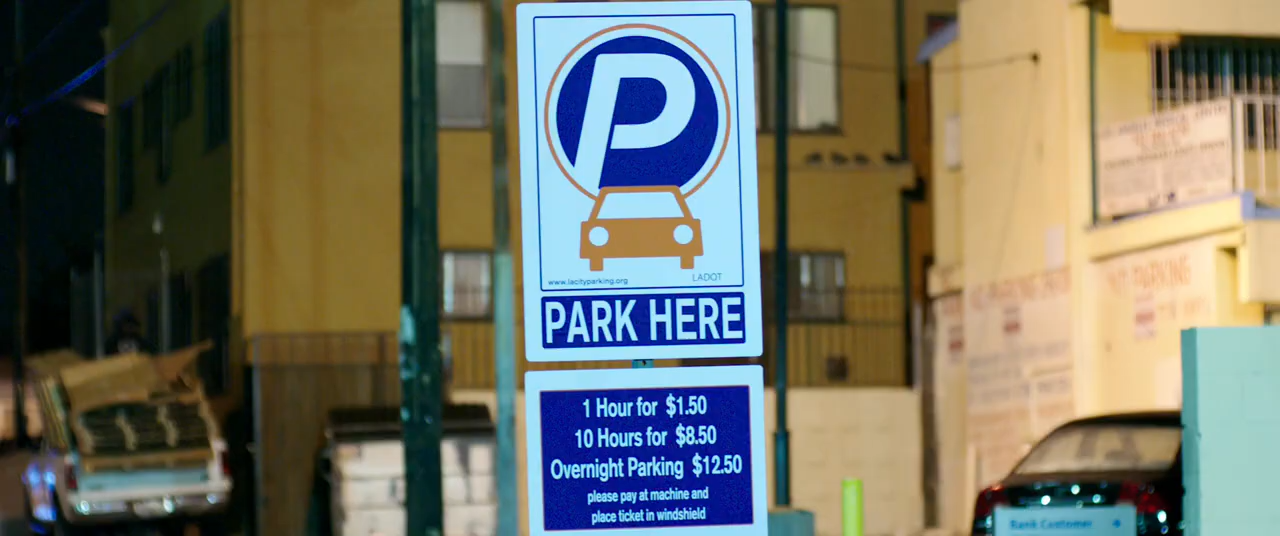 P
www.lacityparking.org
LADOT
PARK HERE
1 Hour for $1.50
10 Hours for $8.50
Overnight Parking $12.50
please pay at machine and
place ticket in windshield
Bank Customer